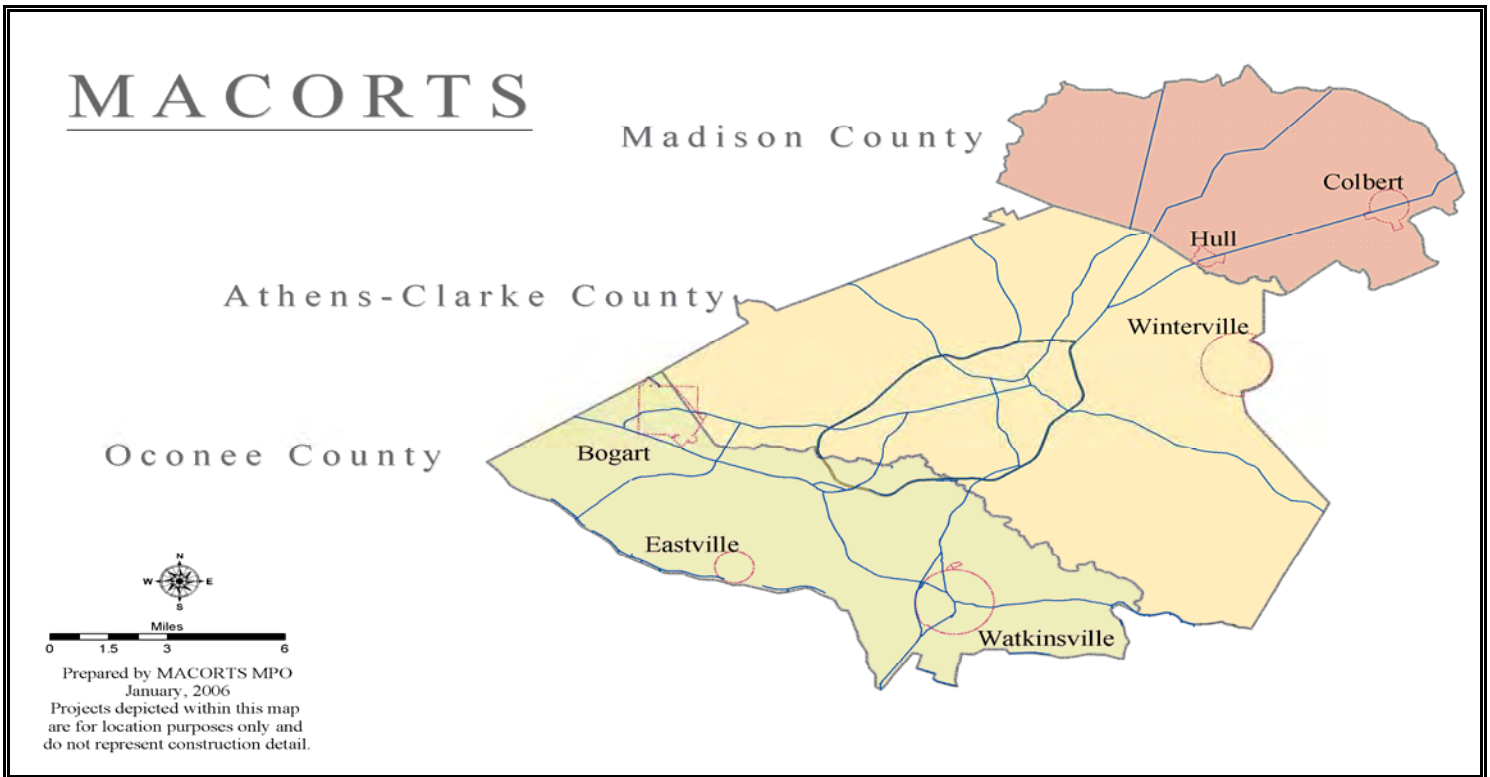 MACORTS
Madison County
Colbert
Hull
Athens-Clarke County
Winterville
Oconee County
Bogart
Eastville
Watkinsville
N
W E
S
Miles
0 1.5 3 6
Prepared by MACORTS MPO
January, 2006
Projects depicted within this map
are for location purposes only and
do not represent construction detail.